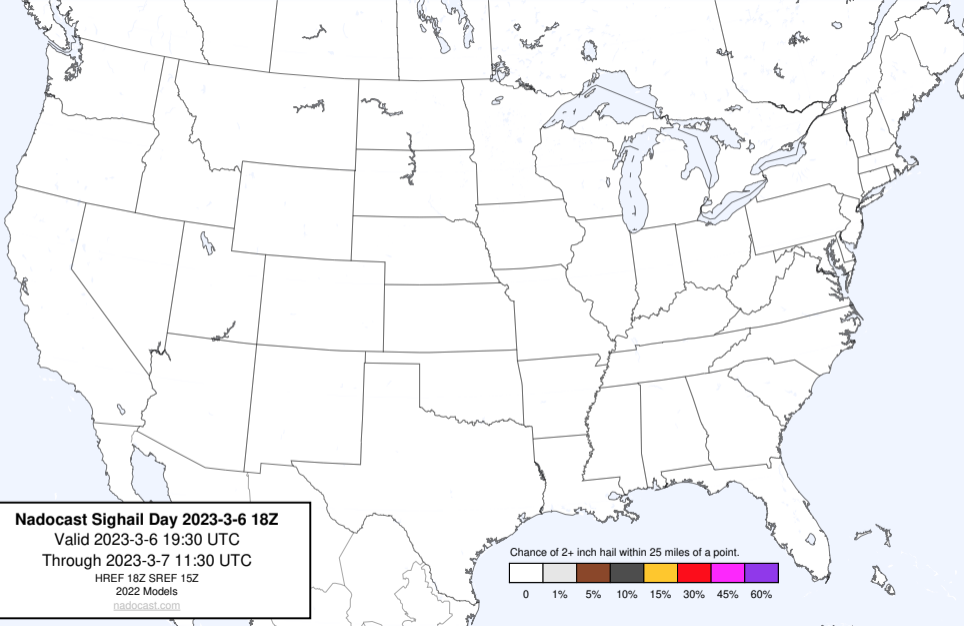 Nadocast Sighail Day 2023-3-6 18Z
Valid 2023-3-6 19:30 UTC
Through 2023-3-7 11:30 UTC
HREF 18Z SREF 15Z
2022 Models
nadocast.com
Chance of 2+ inch hail within 25 miles of a point.
0 1% 5% 10% 15% 30% 45% 60%